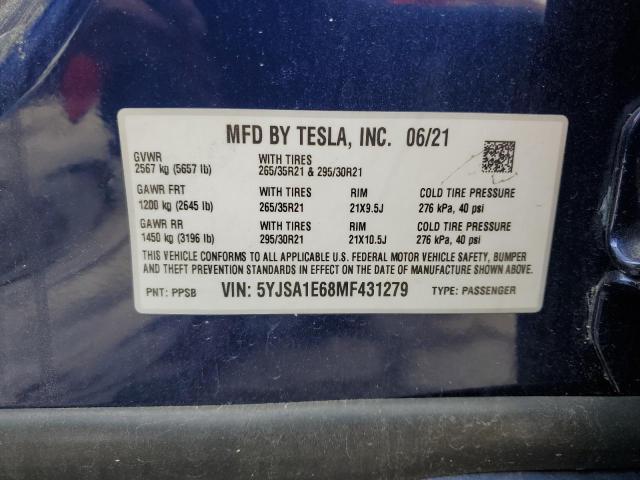 MFD BY TESLA, INC. 06/21
GVWR WITH TIRES
2567 kg (5657 lb) 265/35R21 & 295/30R21
GAWR FRT WITH TIRES RIM COLD TIRE PRESSURE
1200 kg (2645 lb) 265/35R21 21X9.5J 276 kPa, 40 psi
GAWR RR WITH TIRES RIM COLD TIRE PRESSURE
1450 kg (3196 lb) 295/30R21 21X10.5J 276 kPa, 40 psi
THIS VEHICLE CONFORMS TO ALL APPLICABLE U.S. FEDERAL MOTOR VEHICLE SAFETY, BUMPER
AND THEFT PREVENTION STANDARDS IN EFFECT ON THE DATE OF MANUFACTURE SHOWN ABOVE.
PNT: PPSB VIN: 5YJSA1E68MF431279 TYPE: PASSENGER